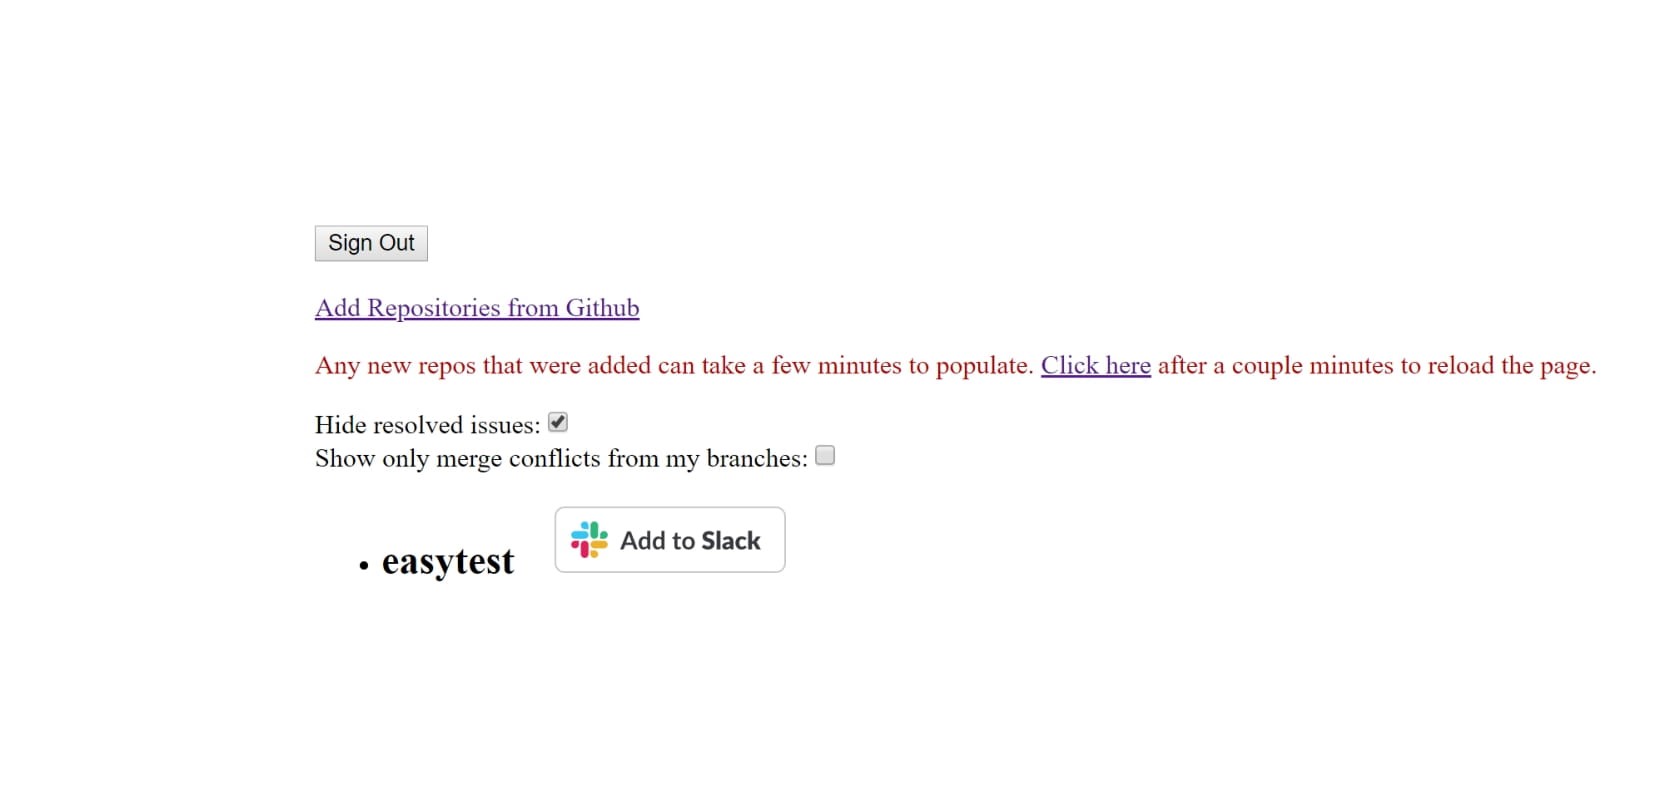 Sign Out
Add Repositories from Github
Any new repos that were added can take a few minutes to populate. Click here after a couple minutes to reload the page.
Hide resolved issues:
Show only merge conflicts from my branches:
• easytest Add to Slack